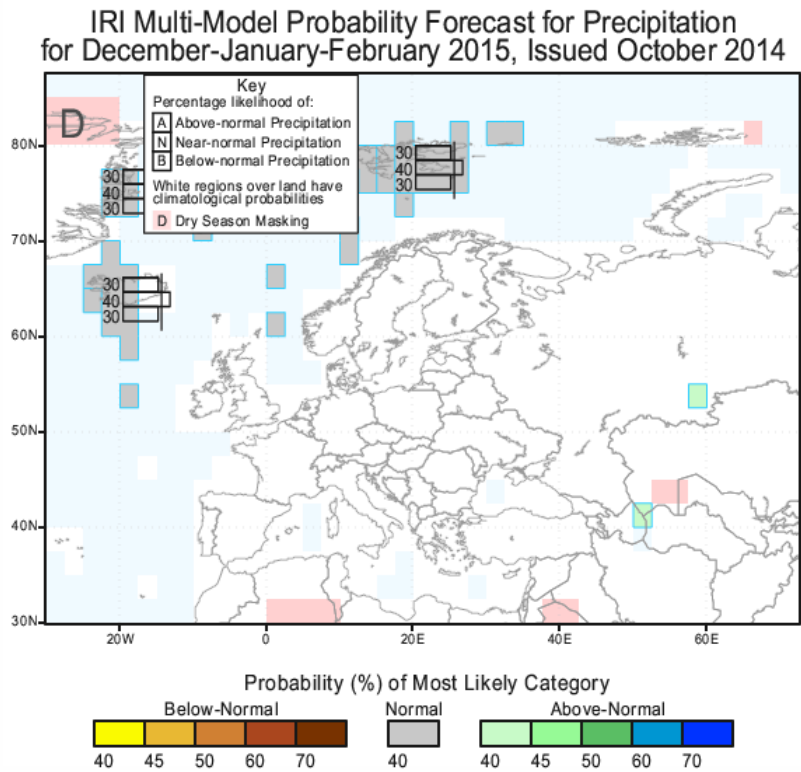 IRI Multi-Model Probability Forecast for Precipitation
for December-January-February 2015, Issued October 2014
Key
Percentage likelihood of:
A Above-normal Precipitation
N Near-normal Precipitation
B Below-normal Precipitation
White regions over land have
climatological probabilities
D Dry Season Masking
D
80N
30
40
30
30
40
30
70N
30
40
30
60N
50N
40N
30N
20W 0 20E 40E 60E
Probability (%) of Most Likely Category
Below-Normal Normal Above-Normal
40 45 50 60 70 40 40 45 50 60 70